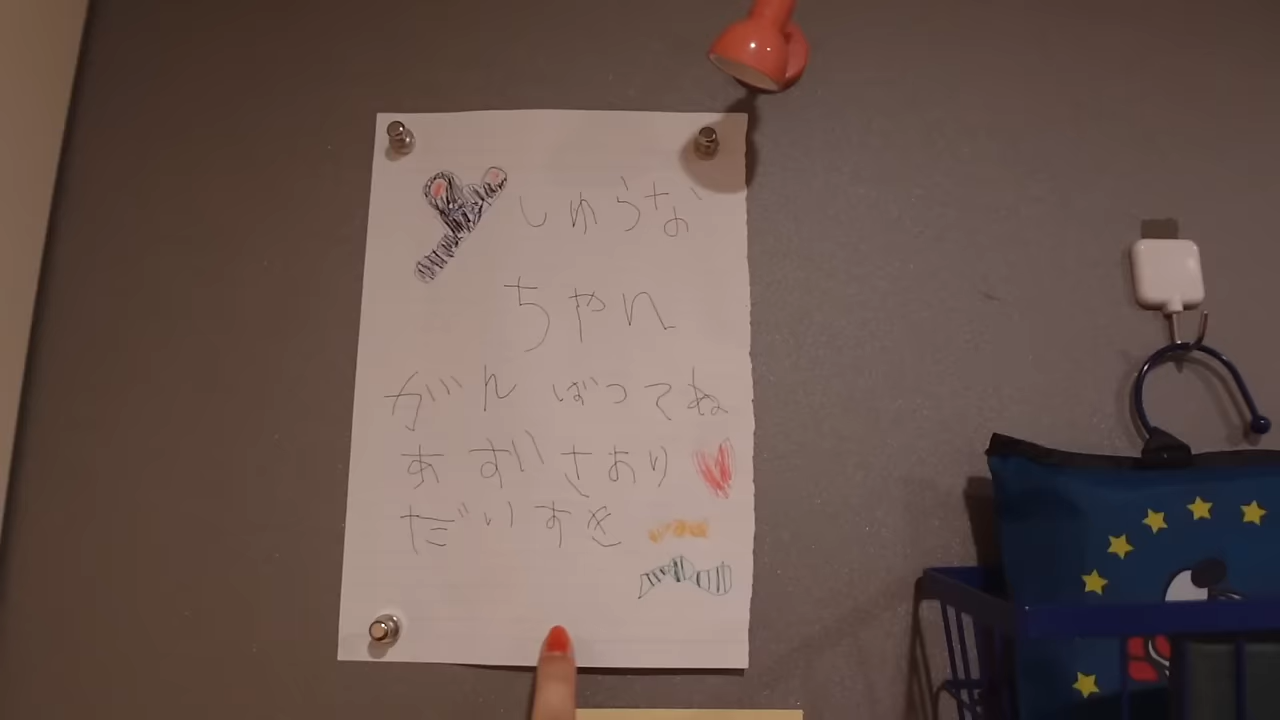 しゅうな
ちゃん
がんばってね
あずいさおり
だいすき